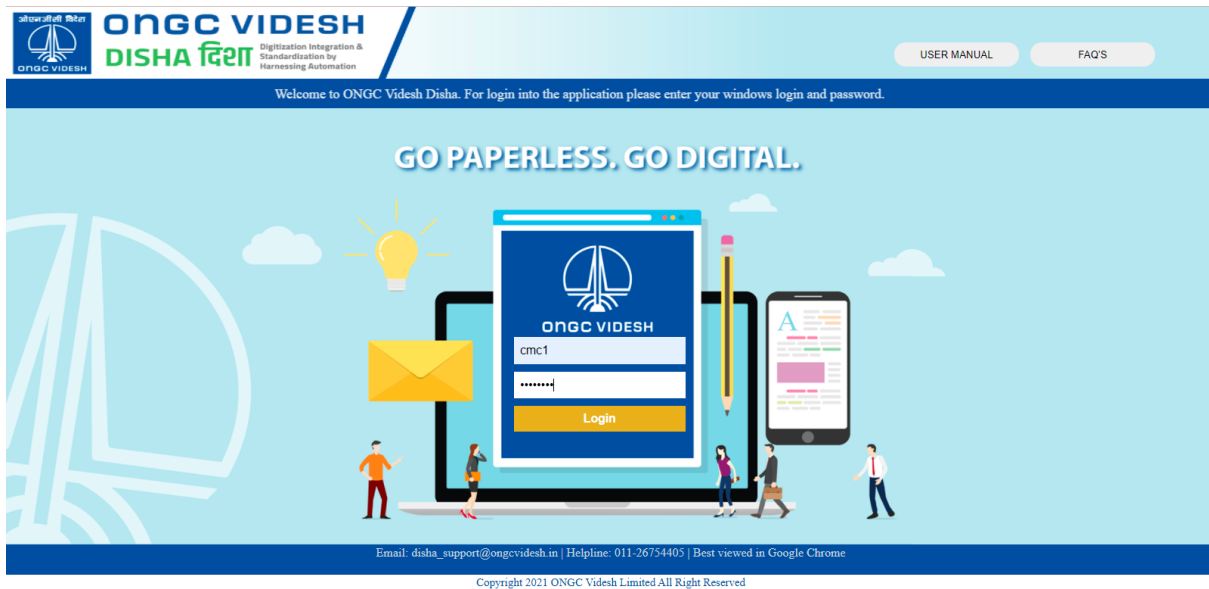 ओएनजीसी विदेश
ONGC VIDESH
ONGC VIDESH
DISHA दिशा
Digitization Integration &
Standardization by
Harnessing Automation
USER MANUAL
FAQ'S
Welcome to ONGC Videsh Disha. For login into the application please enter your windows login and password.
GO PAPERLESS. GO DIGITAL.
ONGC VIDESH
cmc1
••••••••
Login
A
Email: disha_support@ongcvidesh.in | Helpline: 011-26754405 | Best viewed in Google Chrome
Copyright 2021 ONGC Videsh Limited All Right Reserved